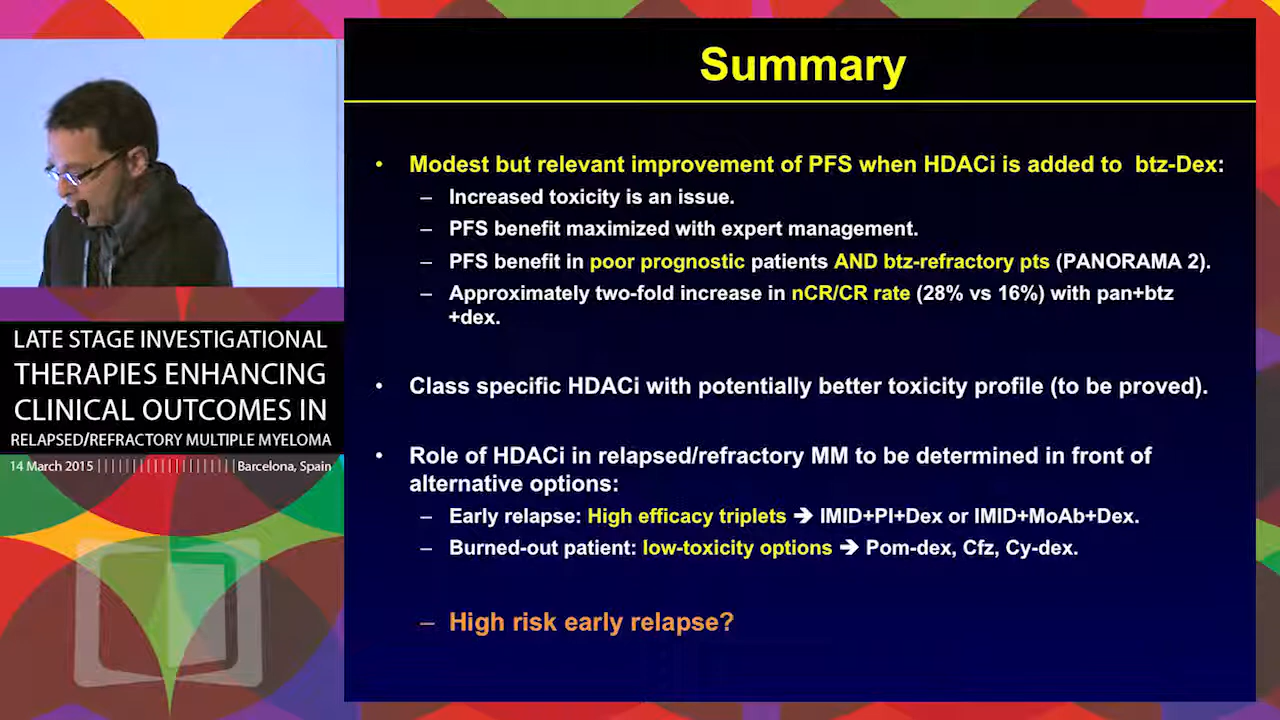 Summary
• Modest but relevant improvement of PFS when HDACi is added to btz-Dex:
– Increased toxicity is an issue.
– PFS benefit maximized with expert management.
– PFS benefit in poor prognostic patients AND btz-refractory pts (PANORAMA 2).
– Approximately two-fold increase in nCR/CR rate (28% vs 16%) with pan+btz
+dex.
• Class specific HDACi with potentially better toxicity profile (to be proved).
• Role of HDACi in relapsed/refractory MM to be determined in front of
alternative options:
– Early relapse: High efficacy triplets ➔ IMID+PI+Dex or IMID+MoAb+Dex.
– Burned-out patient: low-toxicity options ➔ Pom-dex, Cfz, Cy-dex.
– High risk early relapse?
LATE STAGE INVESTIGATIONAL
THERAPIES ENHANCING
CLINICAL OUTCOMES IN
RELAPSED/REFRACTORY MULTIPLE MYELOMA
14 March 2015 | | | | | | | | | | | | | | | | | | | Barcelona, Spain